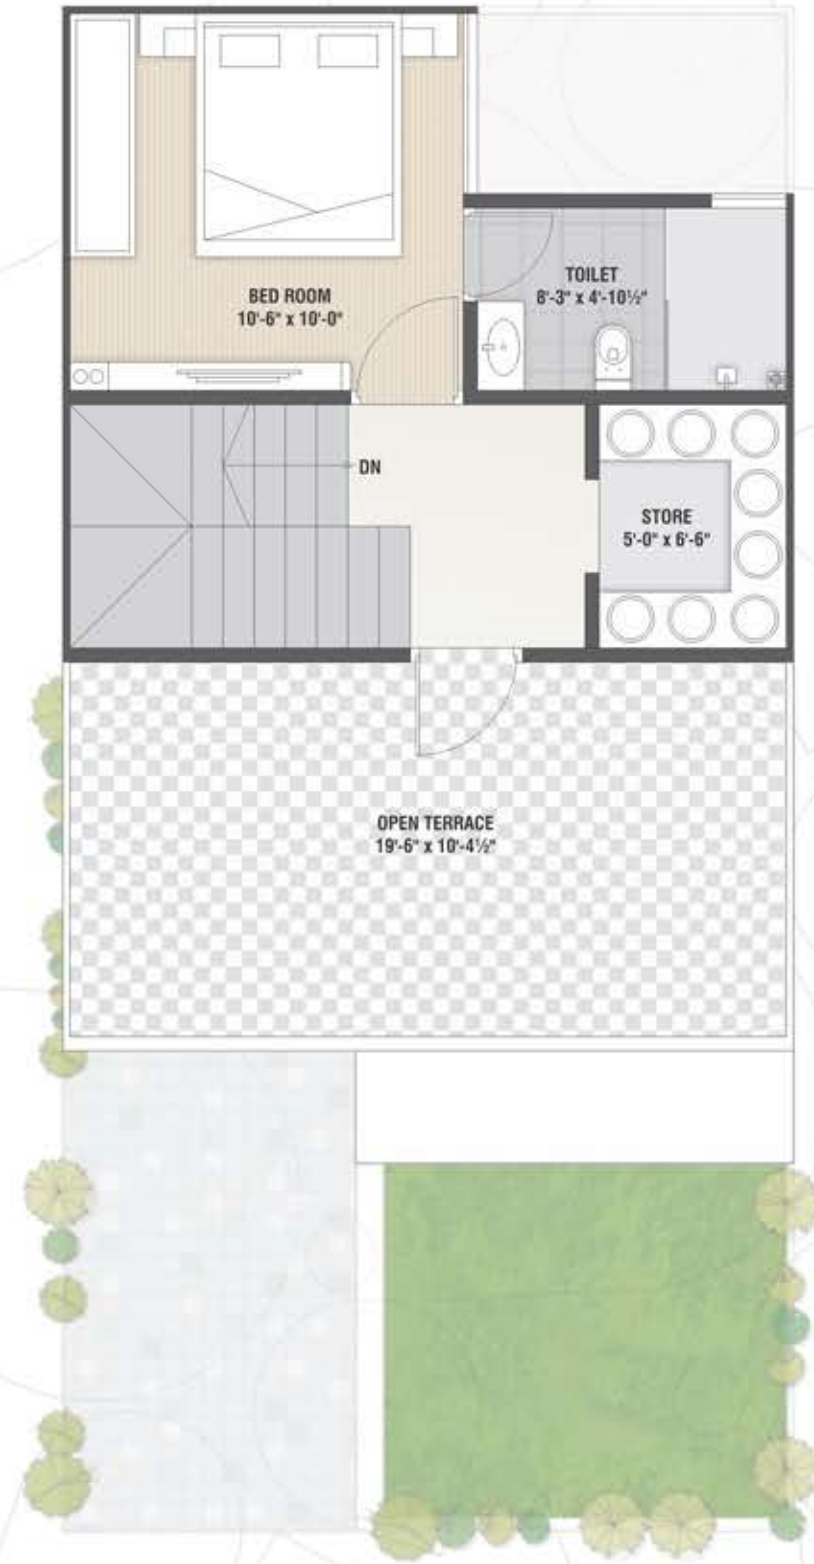 BED ROOM
10'-6" x 10'-0"
TOILET
8'-3" x 4'-10½"
DN
STORE
5'-0" x 6'-6"
OPEN TERRACE
19'-6" x 10'-4½"